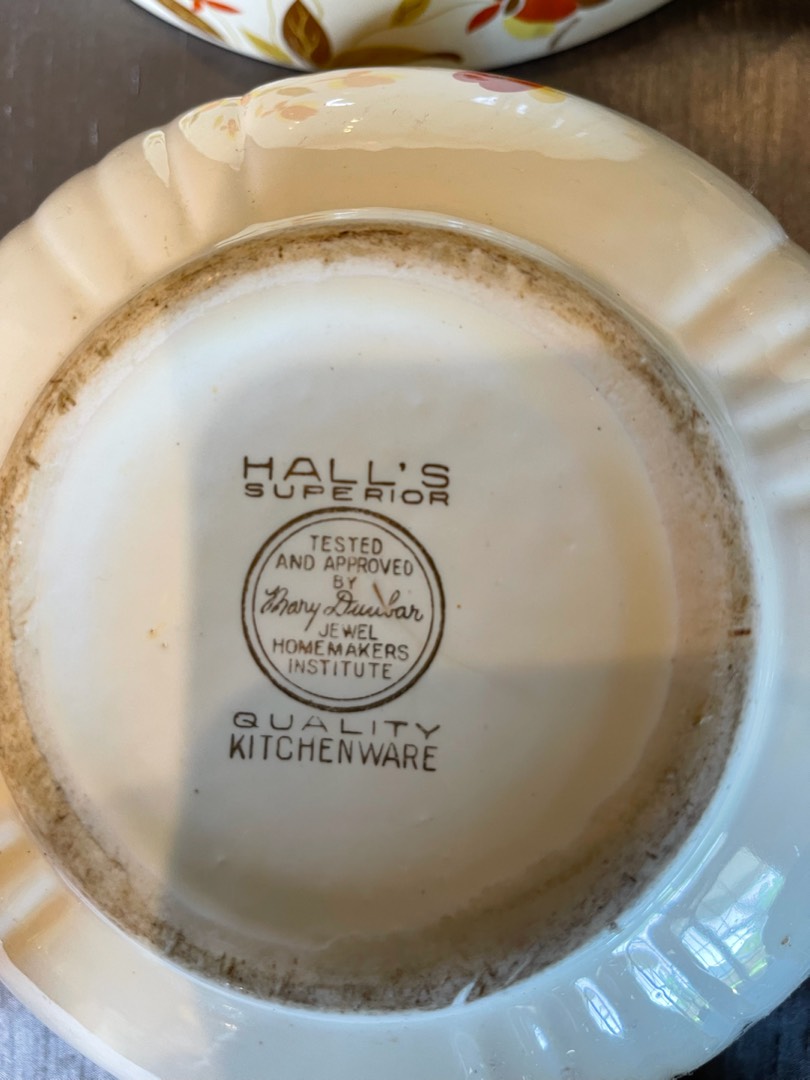 HALL'S
SUPERIOR
TESTED
AND APPROVED
BY
Mary Dunbar
JEWEL
HOMEMAKERS
INSTITUTE
QUALITY
KITCHENWARE